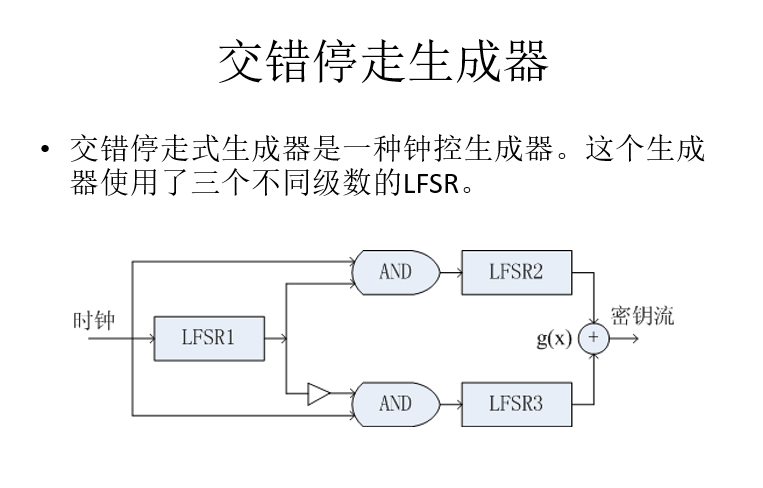 交错停走生成器
• 交错停走式生成器是一种钟控生成器。这个生成
器使用了三个不同级数的LFSR。
AND
LFSR2
时钟
LFSR1
g(x)
+
密钥流
AND
LFSR3